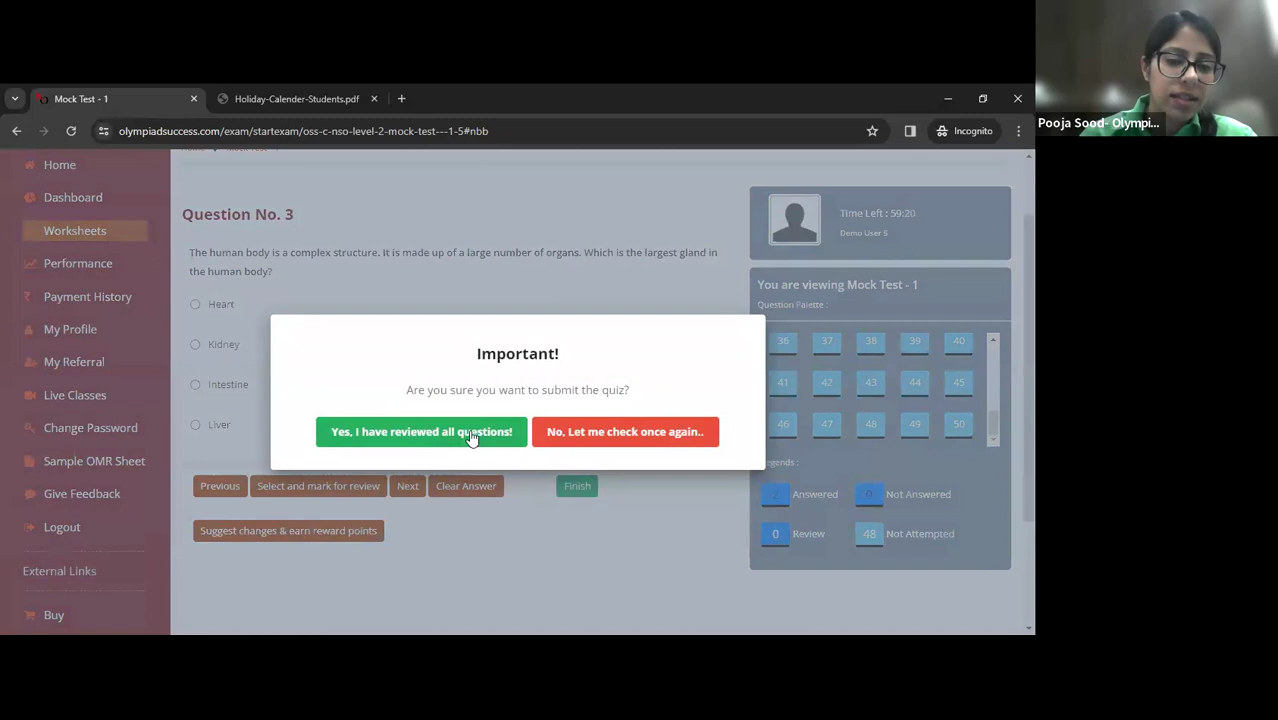 Mock Test - 1
Holiday-Calender-Students.pdf
Pooja Sood- Olympi...
olympiadsuccess.com/exam/startexam/oss-c-nso-level-2-mock-test---1-5#nbb
Incognito
Home
Dashboard
Worksheets
Performance
Payment History
My Profile
My Referral
Live Classes
Change Password
Sample OMR Sheet
Give Feedback
Logout
External Links
Buy
Question No. 3
The human body is a complex structure. It is made up of a large number of organs. Which is the largest gland in
the human body?
Heart
Kidney
Intestine
Liver
Important!
Are you sure you want to submit the quiz?
Yes, I have reviewed all questions!
No, Let me check once again..
Previous
Select and mark for review
Next
Clear Answer
Finish
Suggest changes & earn reward points
Time Left : 59:20
Demo User 5
You are viewing Mock Test - 1
Question Palette :
36 37 38 39 40
41 42 43 44 45
46 47 48 49 50
egends :
2 Answered
0 Not Answered
0 Review
48 Not Attempted